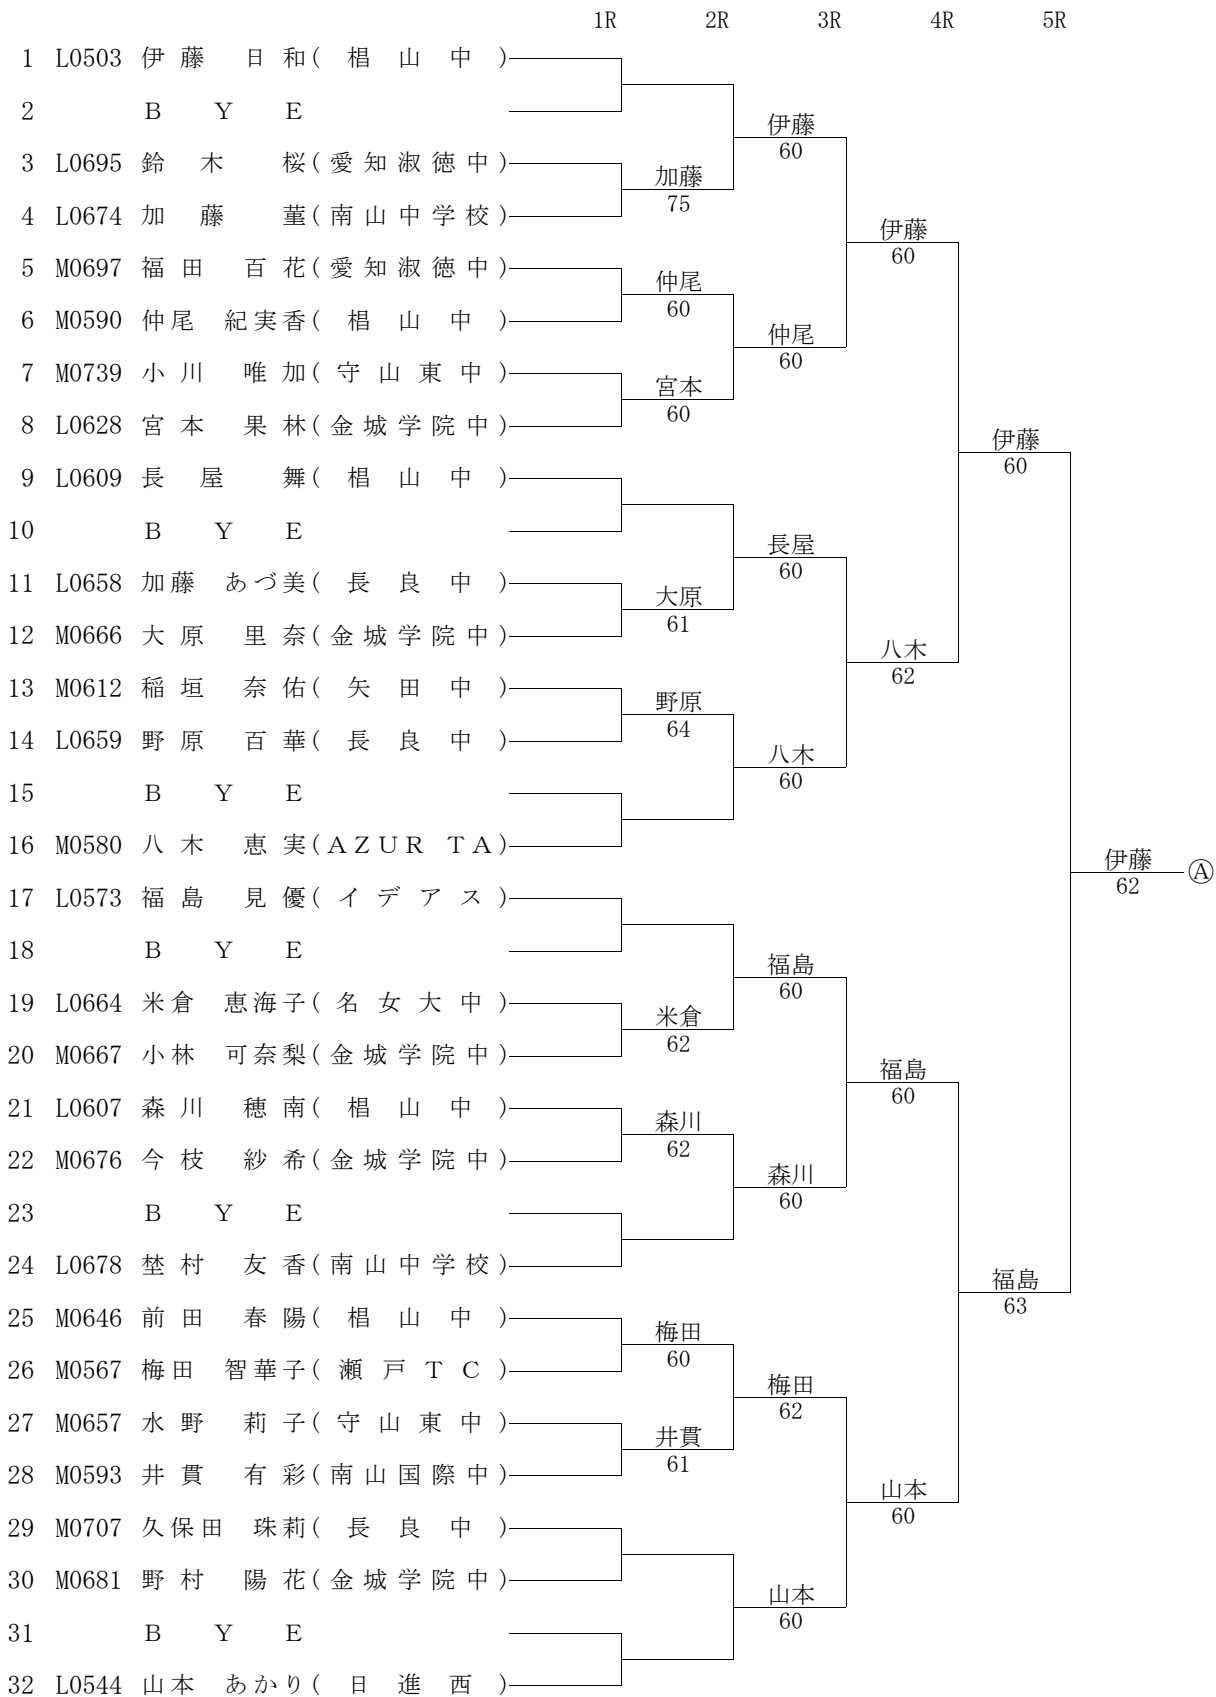 1R 2R 3R 4R 5R
1 L0503 伊藤 日和(椙山中)
2 BYE
伊藤
60
3 L0695 鈴木 桜(愛知淑徳中)
加藤
75
4 L0674 加藤 菫(南山中学校)
伊藤
60
5 M0697 福田 百花(愛知淑徳中)
仲尾
60
6 M0590 仲尾 紀実香(椙山中)
仲尾
60
7 M0739 小川 唯加(守山東中)
宮本
60
8 L0628 宮本 果林(金城学院中)
伊藤
60
9 L0609 長屋 舞(椙山中)
10 BYE
長屋
60
11 L0658 加藤 あづ美(長良中)
大原
61
12 M0666 大原 里奈(金城学院中)
八木
62
13 M0612 稲垣 奈佑(矢田中)
野原
64
14 L0659 野原 百華(長良中)
八木
60
15 BYE
16 M0580 八木 恵実(AZUR TA)
伊藤
62
Ⓐ
17 L0573 福島 見優(イデアス)
18 BYE
福島
60
19 L0664 米倉 恵海子(名女大中)
米倉
62
20 M0667 小林 可奈梨(金城学院中)
福島
60
21 L0607 森川 穂南(椙山中)
森川
62
22 M0676 今枝 紗希(金城学院中)
森川
60
23 BYE
24 L0678 埜村 友香(南山中学校)
福島
63
25 M0646 前田 春陽(椙山中)
梅田
60
26 M0567 梅田 智華子(瀬戸TC)
梅田
62
27 M0657 水野 莉子(守山東中)
井貫
61
28 M0593 井貫 有彩(南山国際中)
山本
60
29 M0707 久保田 珠莉(長良中)
30 M0681 野村 陽花(金城学院中)
山本
60
31 BYE
32 L0544 山本 あかり(日進西)